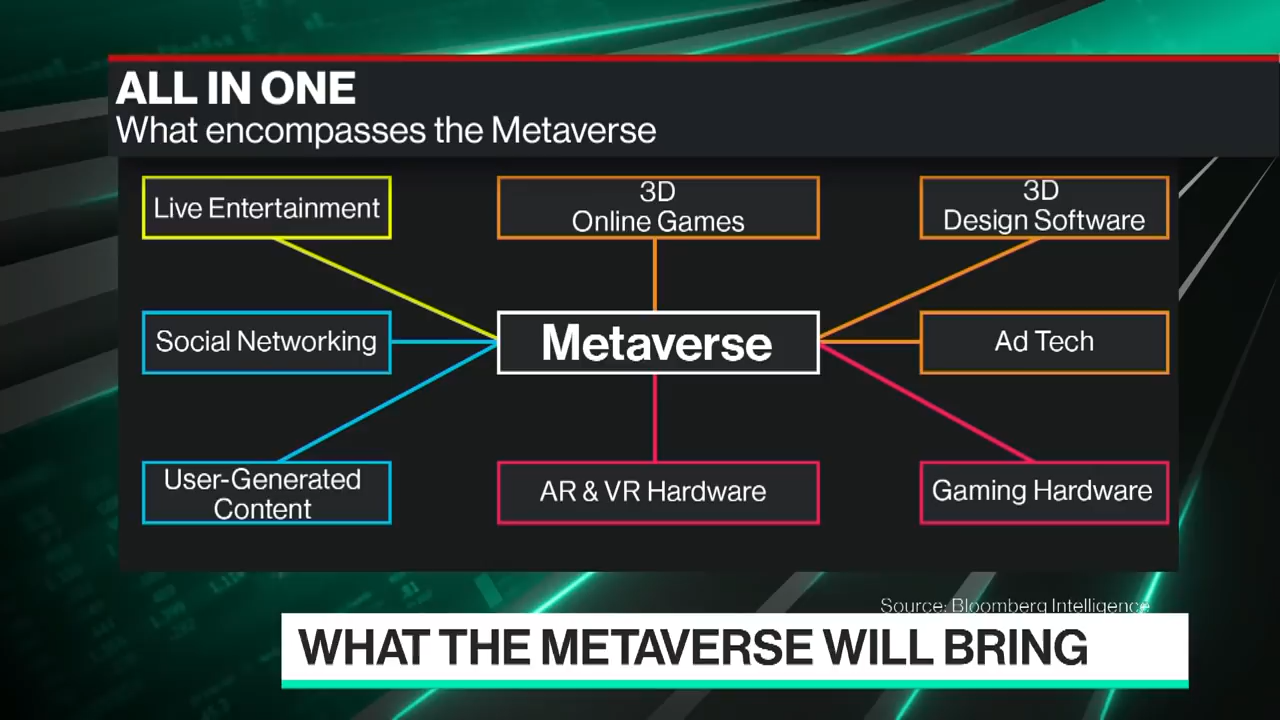 ALL IN ONE
What encompasses the Metaverse
Live Entertainment
3D
Online Games
3D
Design Software
Social Networking
Metaverse
Ad Tech
User-Generated
Content
AR & VR Hardware
Gaming Hardware
Source: Bloomberg Intelligence
WHAT THE METAVERSE WILL BRING